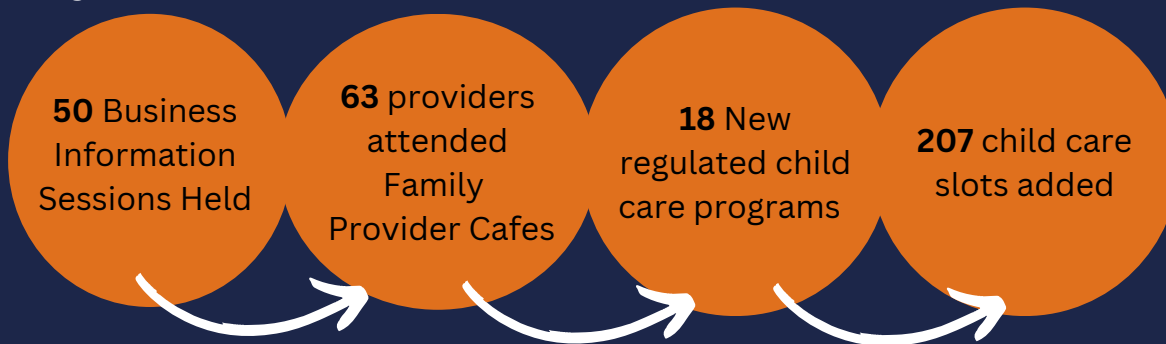 50 Business
Information
Sessions Held
63 providers
attended
Family
Provider Cafes
18 New
regulated child
care programs
207 child care
slots added